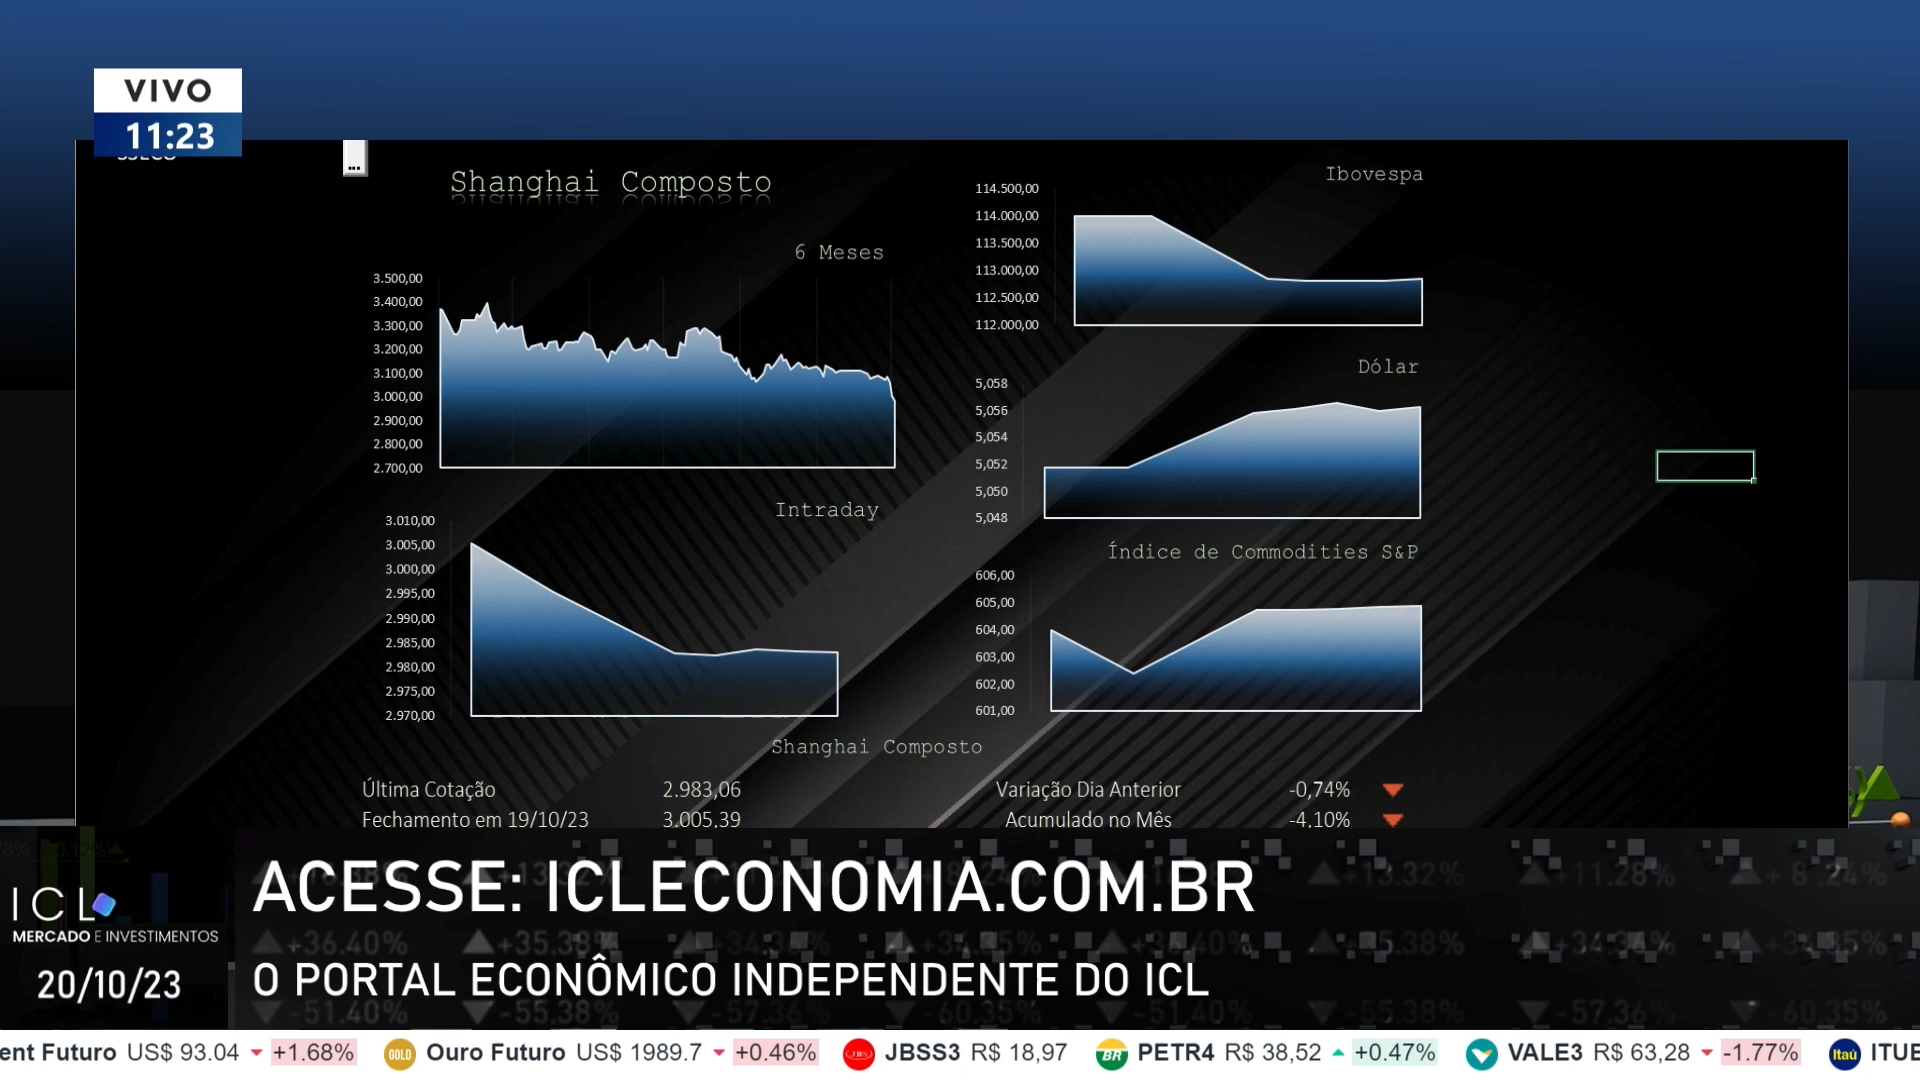 VIVO
11:23
...
Shanghai Composto
6 Meses
3.500,00
3.400,00
3.300,00
3.200,00
3.100,00
3.000,00
2.900,00
2.800,00
2.700,00
Intraday
3.010,00
3.005,00
3.000,00
2.995,00
2.990,00
2.985,00
2.980,00
2.975,00
2.970,00
Ibovespa
114.500,00
114.000,00
113.500,00
113.000,00
112.500,00
112.000,00
Dólar
5,058
5,056
5,054
5,052
5,050
5,048
Índice de Commodities S&P
606,00
605,00
604,00
603,00
602,00
601,00
Shanghai Composto
Última Cotação 2.983,06 Variação Dia Anterior -0,74%
Fechamento em 19/10/23 3.005,39 Acumulado no Mês -4,10%
ACESSE: ICLECONOMIA.COM.BR
ICL
MERCADO E INVESTIMENTOS
20/10/23
O PORTAL ECONÔMICO INDEPENDENTE DO ICL
ent Futuro US$ 93.04 +1.68% GOLD Ouro Futuro US$ 1989.7 +0.46% JBS JBSS3 R$ 18,97 BR PETR4 R$ 38,52 +0.47% VALE3 R$ 63,28 -1.77% Itaú ITUB